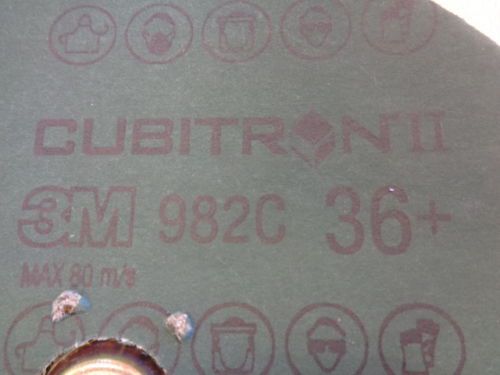 CUBITRON II
3M 982C 36+
MAX 80 m/s